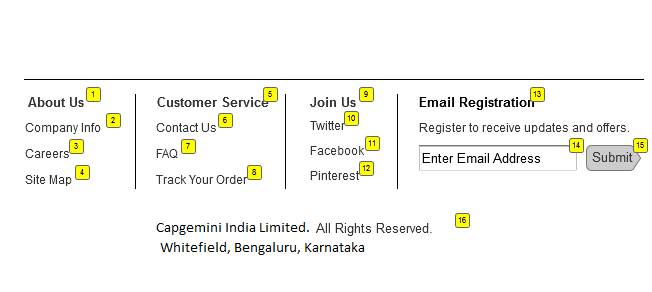 About Us 1
Company Info 2
Careers 3
Site Map 4
Customer Service 5
Contact Us 6
FAQ 7
Track Your Order 8
Join Us 9
Twitter 10
Facebook 11
Pinterest 12
Email Registration 13
Register to receive updates and offers.
Enter Email Address 14
Submit 15
Capgemini India Limited. All Rights Reserved. 16
Whitefield, Bengaluru, Karnataka